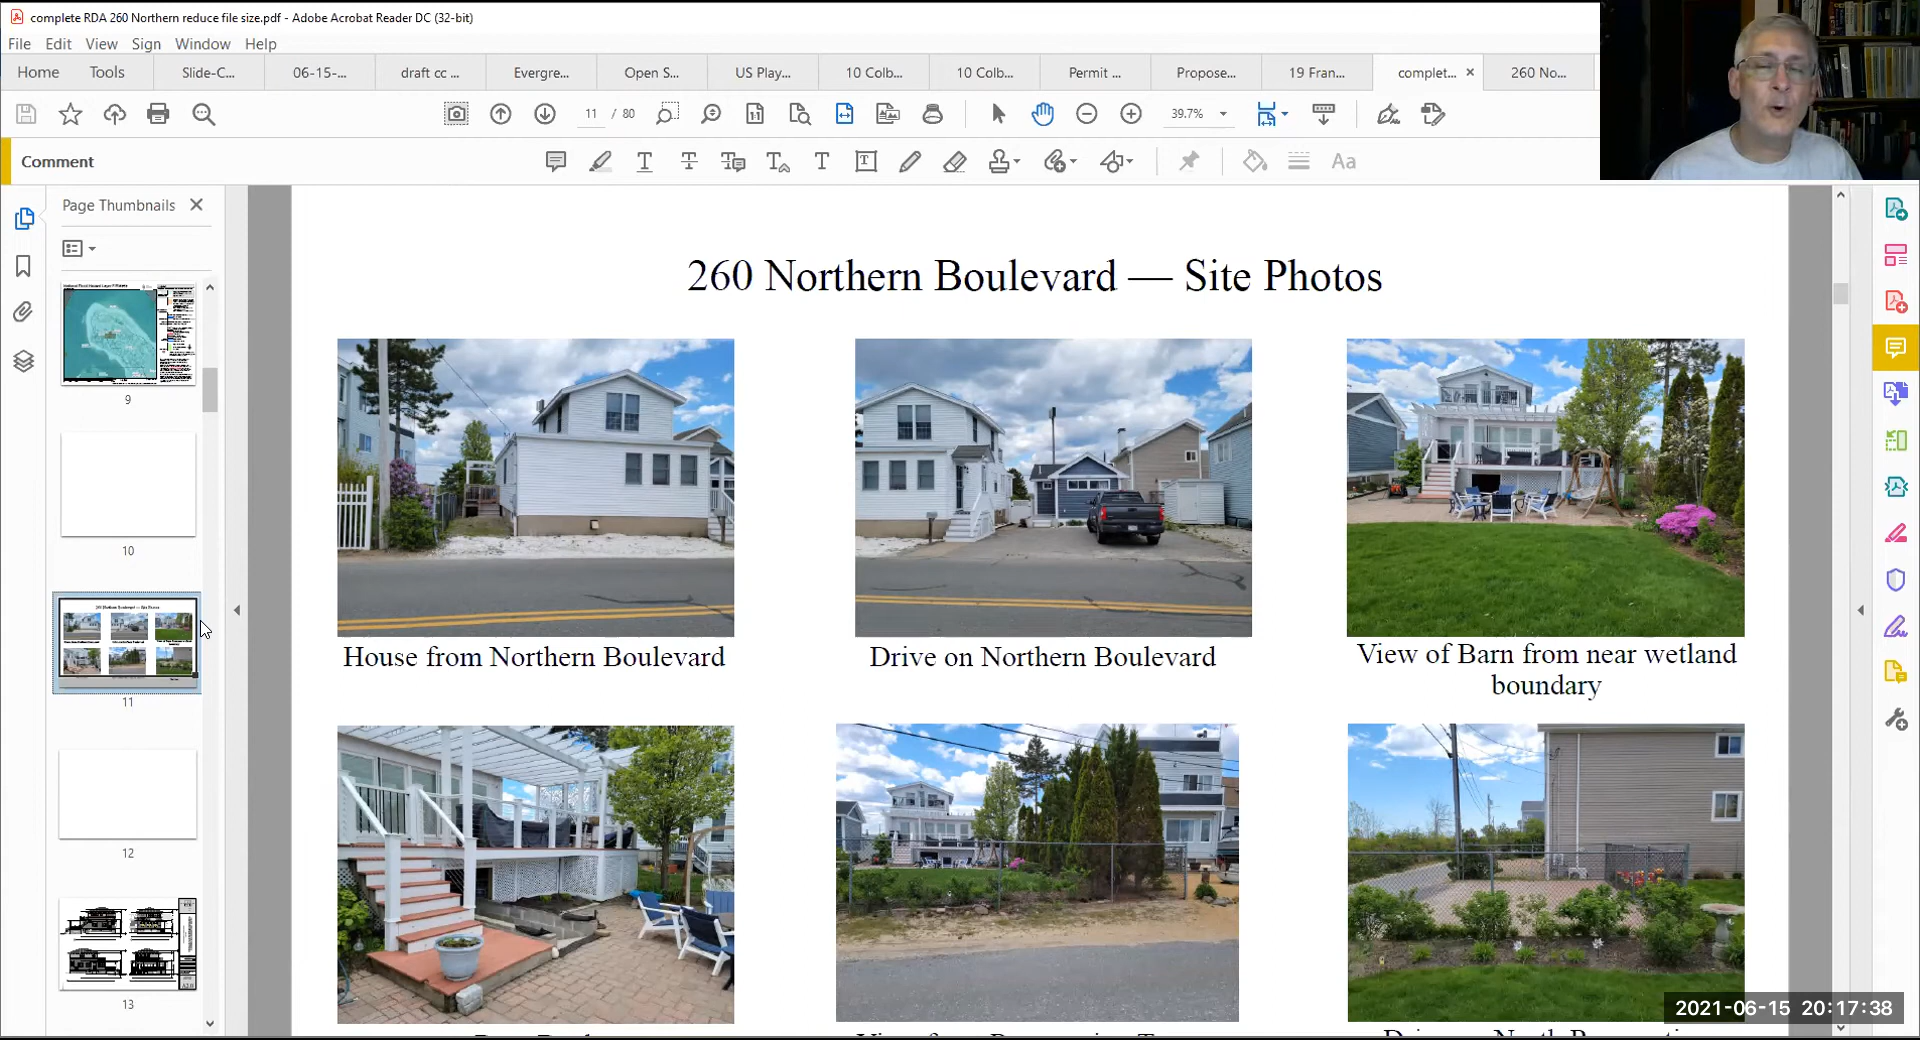 complete RDA 260 Northern reduce file size.pdf - Adobe Acrobat Reader DC (32-bit)
File Edit View Sign Window Help
Home Tools Slide-C... 06-15-... draft cc ... Evergre... Open S... US Play... 10 Colb... 10 Colb... Permit ... Propose... 19 Fran... complet... 260 No...
11 / 80 39.7%
Comment
Page Thumbnails
260 Northern Boulevard — Site Photos
House from Northern Boulevard
Drive on Northern Boulevard
View of Barn from near wetland
boundary
9
10
11
12
13
2021-06-15 20:17:38